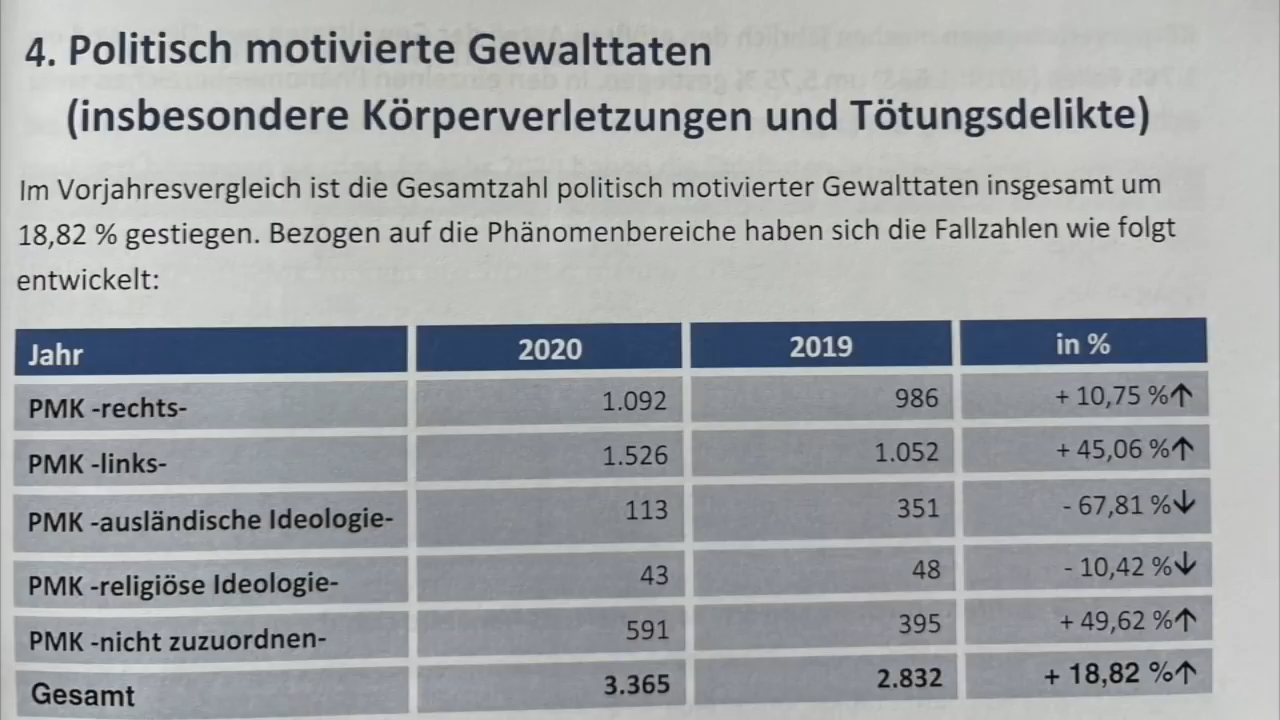 4. Politisch motivierte Gewalttaten
(insbesondere Körperverletzungen und Tötungsdelikte)
Im Vorjahresvergleich ist die Gesamtzahl politisch motivierter Gewalttaten insgesamt um
18,82 % gestiegen. Bezogen auf die Phänomenbereiche haben sich die Fallzahlen wie folgt
entwickelt:
Jahr 2020 2019 in %
PMK -rechts- 1.092 986 + 10,75 %↑
PMK -links- 1.526 1.052 + 45,06 %↑
PMK -ausländische Ideologie- 113 351 - 67,81 %↓
PMK -religiöse Ideologie- 43 48 - 10,42 %↓
PMK -nicht zuzuordnen- 591 395 + 49,62 %↑
Gesamt 3.365 2.832 + 18,82 %↑